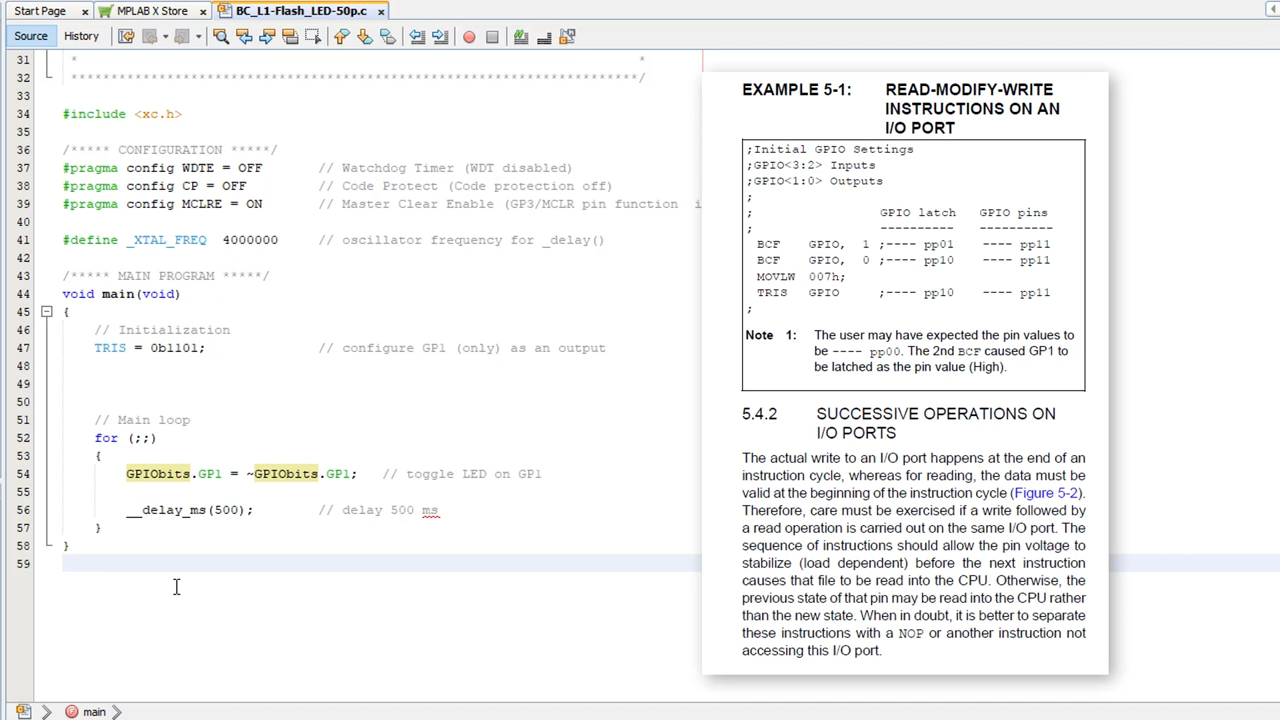 Start Page × MPLAB X Store × BC_L1-Flash_LED-50p.c ×
Source History
31 * *
32 ***********************************************************************/
33
34 #include <xc.h>
35
36 /***** CONFIGURATION *****/
37 #pragma config WDTE = OFF // Watchdog Timer (WDT disabled)
38 #pragma config CP = OFF // Code Protect (Code protection off)
39 #pragma config MCLRE = ON // Master Clear Enable (GP3/MCLR pin function i
40
41 #define _XTAL_FREQ 4000000 // oscillator frequency for _delay()
42
43 /***** MAIN PROGRAM *****/
44 void main(void)
45 {
46 // Initialization
47 TRIS = 0b1101; // configure GP1 (only) as an output
48
49
50
51 // Main loop
52 for (;;)
53 {
54 GPIObits.GP1 = ~GPIObits.GP1; // toggle LED on GP1
55
56 __delay_ms(500); // delay 500 ms
57 }
58 }
59
EXAMPLE 5-1: READ-MODIFY-WRITE
INSTRUCTIONS ON AN
I/O PORT
;Initial GPIO Settings
;GPIO<3:2> Inputs
;GPIO<1:0> Outputs
;
; GPIO latch GPIO pins
; ---------- ----------
BCF GPIO, 1 ;---- pp01 ---- pp11
BCF GPIO, 0 ;---- pp10 ---- pp11
MOVLW 007h;
TRIS GPIO ;---- pp10 ---- pp11
;
Note 1: The user may have expected the pin values to
be ---- pp00. The 2nd BCF caused GP1 to
be latched as the pin value (High).
5.4.2 SUCCESSIVE OPERATIONS ON
I/O PORTS
The actual write to an I/O port happens at the end of an
instruction cycle, whereas for reading, the data must be
valid at the beginning of the instruction cycle (Figure 5-2).
Therefore, care must be exercised if a write followed by
a read operation is carried out on the same I/O port. The
sequence of instructions should allow the pin voltage to
stabilize (load dependent) before the next instruction
causes that file to be read into the CPU. Otherwise, the
previous state of that pin may be read into the CPU rather
than the new state. When in doubt, it is better to separate
these instructions with a NOP or another instruction not
accessing this I/O port.
main